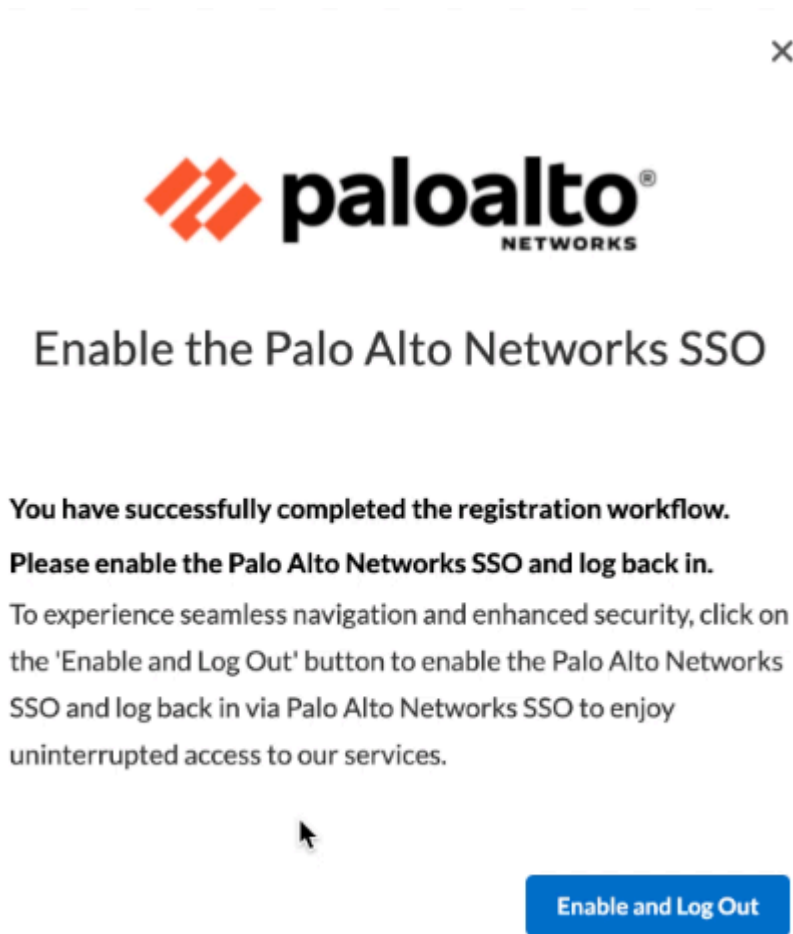 paloalto®
NETWORKS
Enable the Palo Alto Networks SSO
You have successfully completed the registration workflow.
Please enable the Palo Alto Networks SSO and log back in.
To experience seamless navigation and enhanced security, click on
the 'Enable and Log Out' button to enable the Palo Alto Networks
SSO and log back in via Palo Alto Networks SSO to enjoy
uninterrupted access to our services.
Enable and Log Out